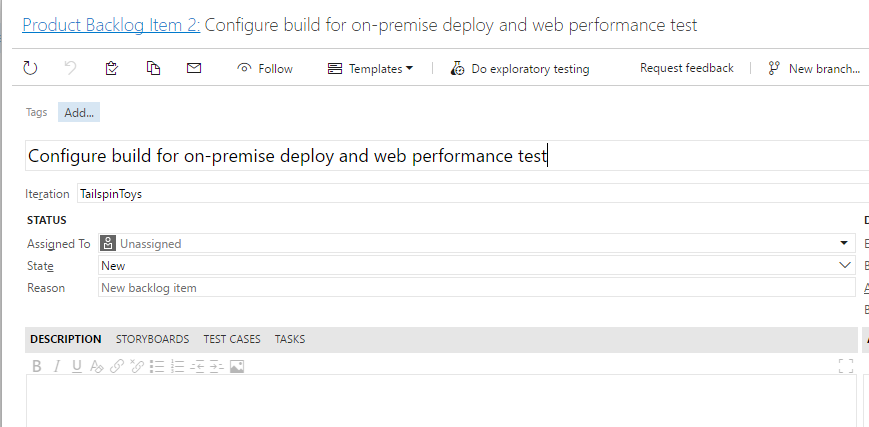 Product Backlog Item 2: Configure build for on-premise deploy and web performance test
Follow Templates Do exploratory testing Request feedback New branch...
Tags Add...
Configure build for on-premise deploy and web performance test
Iteration TailspinToys
STATUS
Assigned To Unassigned
State New
Reason New backlog item
DESCRIPTION STORYBOARDS TEST CASES TASKS
B I U